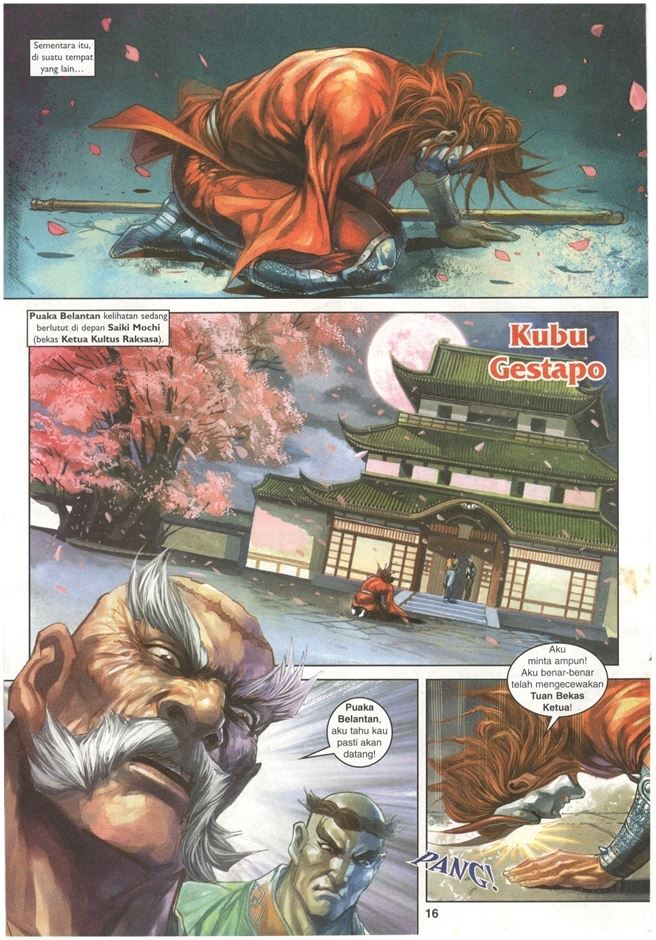 Sementara itu,
di suatu tempat
yang lain...
Puaka Belantan kelihatan sedang
berlutut di depan Saiki Mochi
(bekas Ketua Kultus Raksasa).
Kubu
Gestapo
Puaka
Belantan,
aku tahu kau
pasti akan
datang!
Aku
minta ampun!
Aku benar-benar
telah mengecewakan
Tuan Bekas
Ketua!
PANG!
16